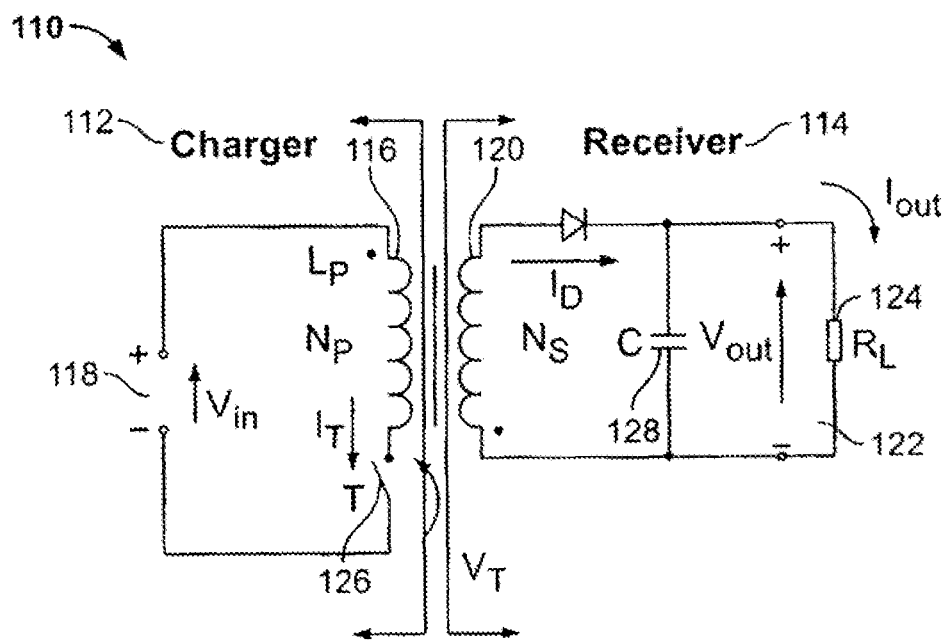 110
112 Charger 116 120 Receiver 114
I_out
L_P
I_D
124
+
N_P N_S C V_out R_L
+
118 V_in
−
I_T 128 − 122
T
126
V_T